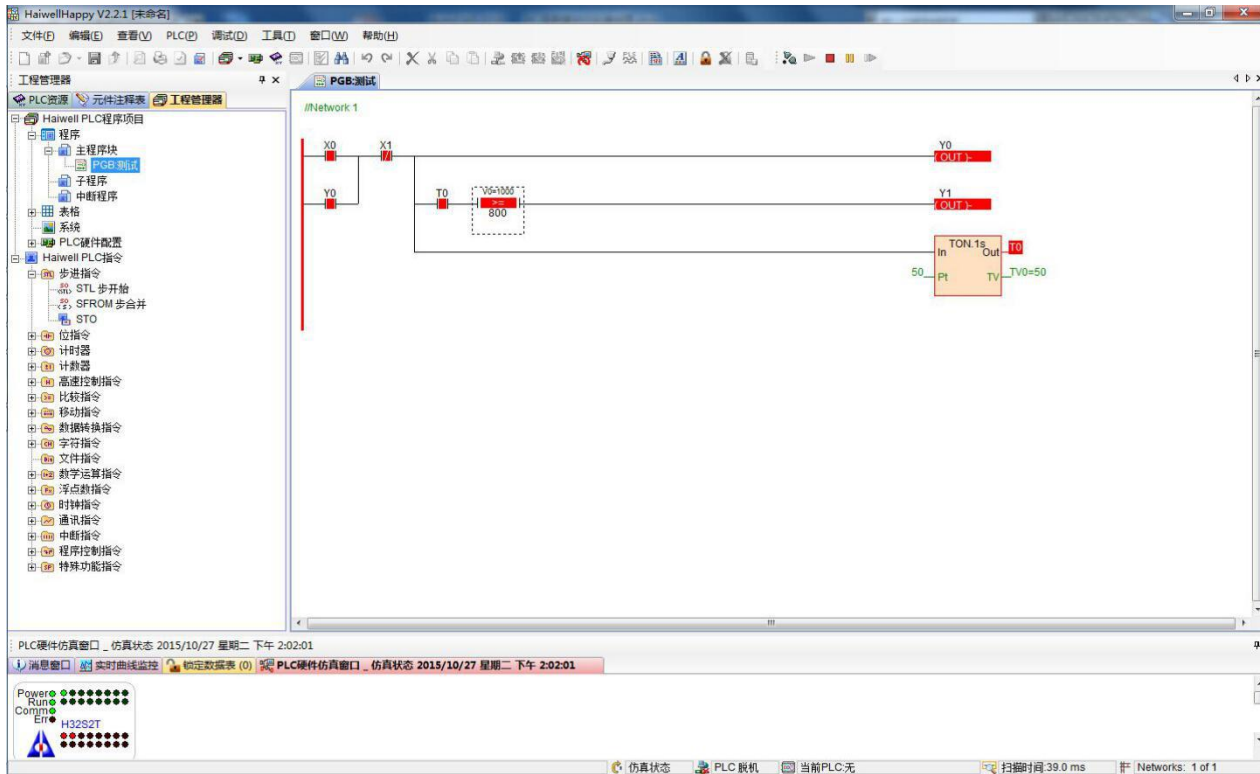 HaiwellHappy V2.2.1 [未命名]
文件(F) 编辑(E) 查看(V) PLC(P) 调试(D) 工具(T) 窗口(W) 帮助(H)
工程管理器
PLC资源 元件注释表 工程管理器
PGB:测试
Haiwell PLC程序项目
程序
主程序块
PGB:测试
子程序
中断程序
表格
系统
PLC硬件配置
Haiwell PLC指令
步进指令
STL 步开始
SFROM 步合并
STO
位指令
计时器
计数器
高速控制指令
比较指令
移动指令
数据转换指令
字符指令
文件指令
数学运算指令
浮点数指令
时钟指令
通讯指令
中断指令
程序控制指令
特殊功能指令
//Network 1
X0 X1 Y0
OUT
Y0 T0 V0=1000 Y1
>= OUT
800
TON.1s
In Out T0
50 Pt TV TV0=50
PLC硬件仿真窗口 _ 仿真状态 2015/10/27 星期二 下午 2:02:01
消息窗口 实时曲线监控 锁定数据表 (0) PLC硬件仿真窗口 _ 仿真状态 2015/10/27 星期二 下午 2:02:01
Power
Run
Comm
Err H32S2T
仿真状态 PLC 脱机 当前PLC:无 扫描时间:39.0 ms Networks: 1 of 1